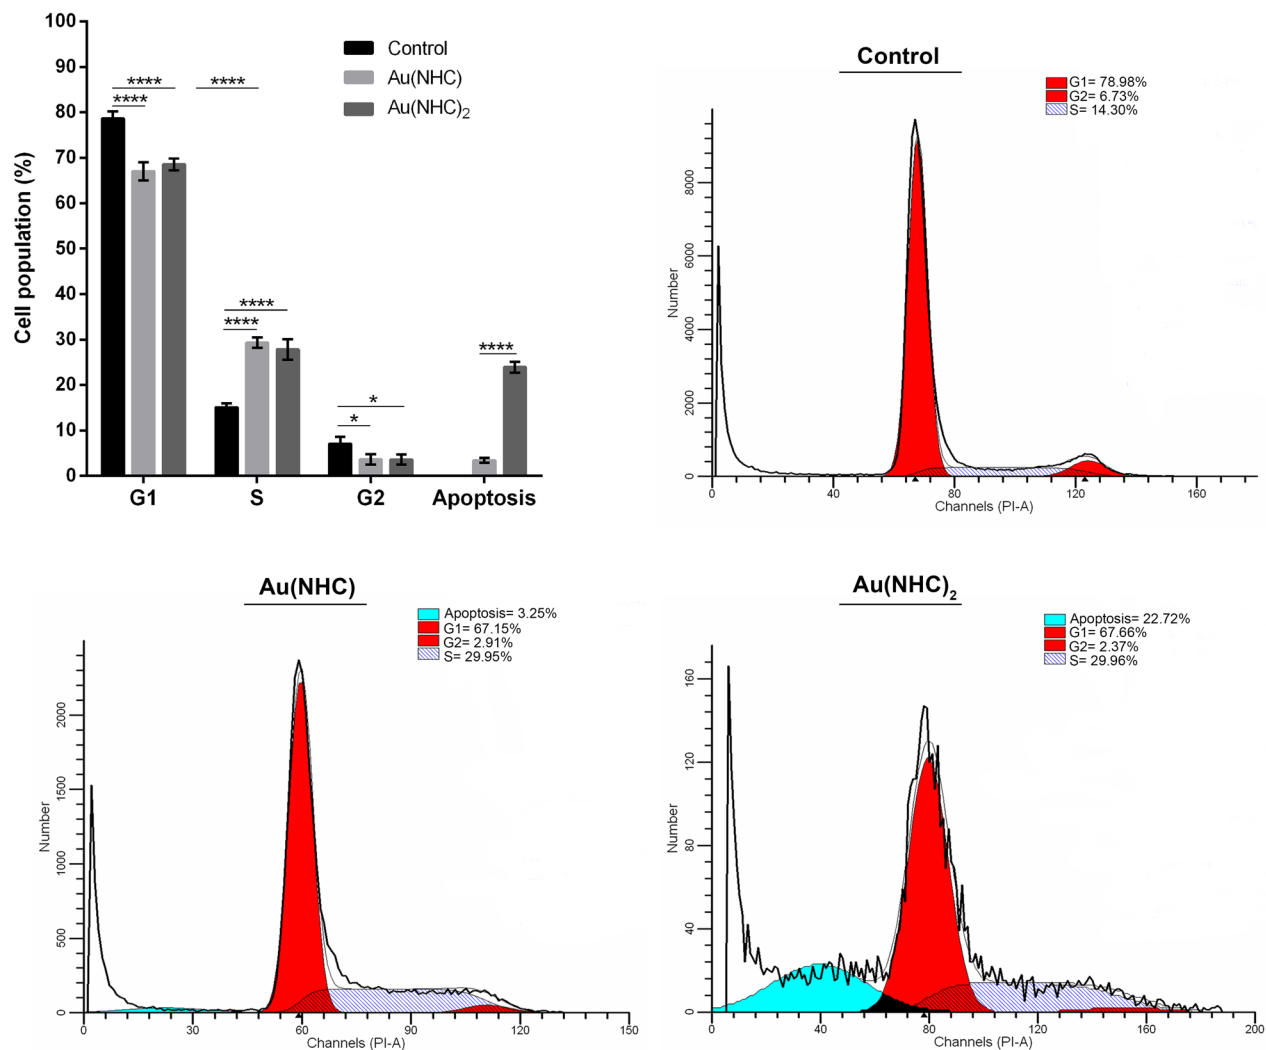 100
90
80
70
60
50
40
30
20
10
0
Cell population (%)
Control
Au(NHC)
Au(NHC)2
**** ****
****
****
****
*
*
****
G1 S G2 Apoptosis
Control
G1= 78.98%
G2= 6.73%
S= 14.30%
8000
6000
4000
2000
0
Number
0 40 80 120 160
Channels (PI-A)
Au(NHC)
Apoptosis= 3.25%
G1= 67.15%
G2= 2.91%
S= 29.95%
2000
1500
1000
500
0
Number
0 30 60 90 120 150
Channels (PI-A)
Au(NHC)2
Apoptosis= 22.72%
G1= 67.66%
G2= 2.37%
S= 29.96%
160
120
80
40
0
Number
0 40 80 120 160 200
Channels (PI-A)